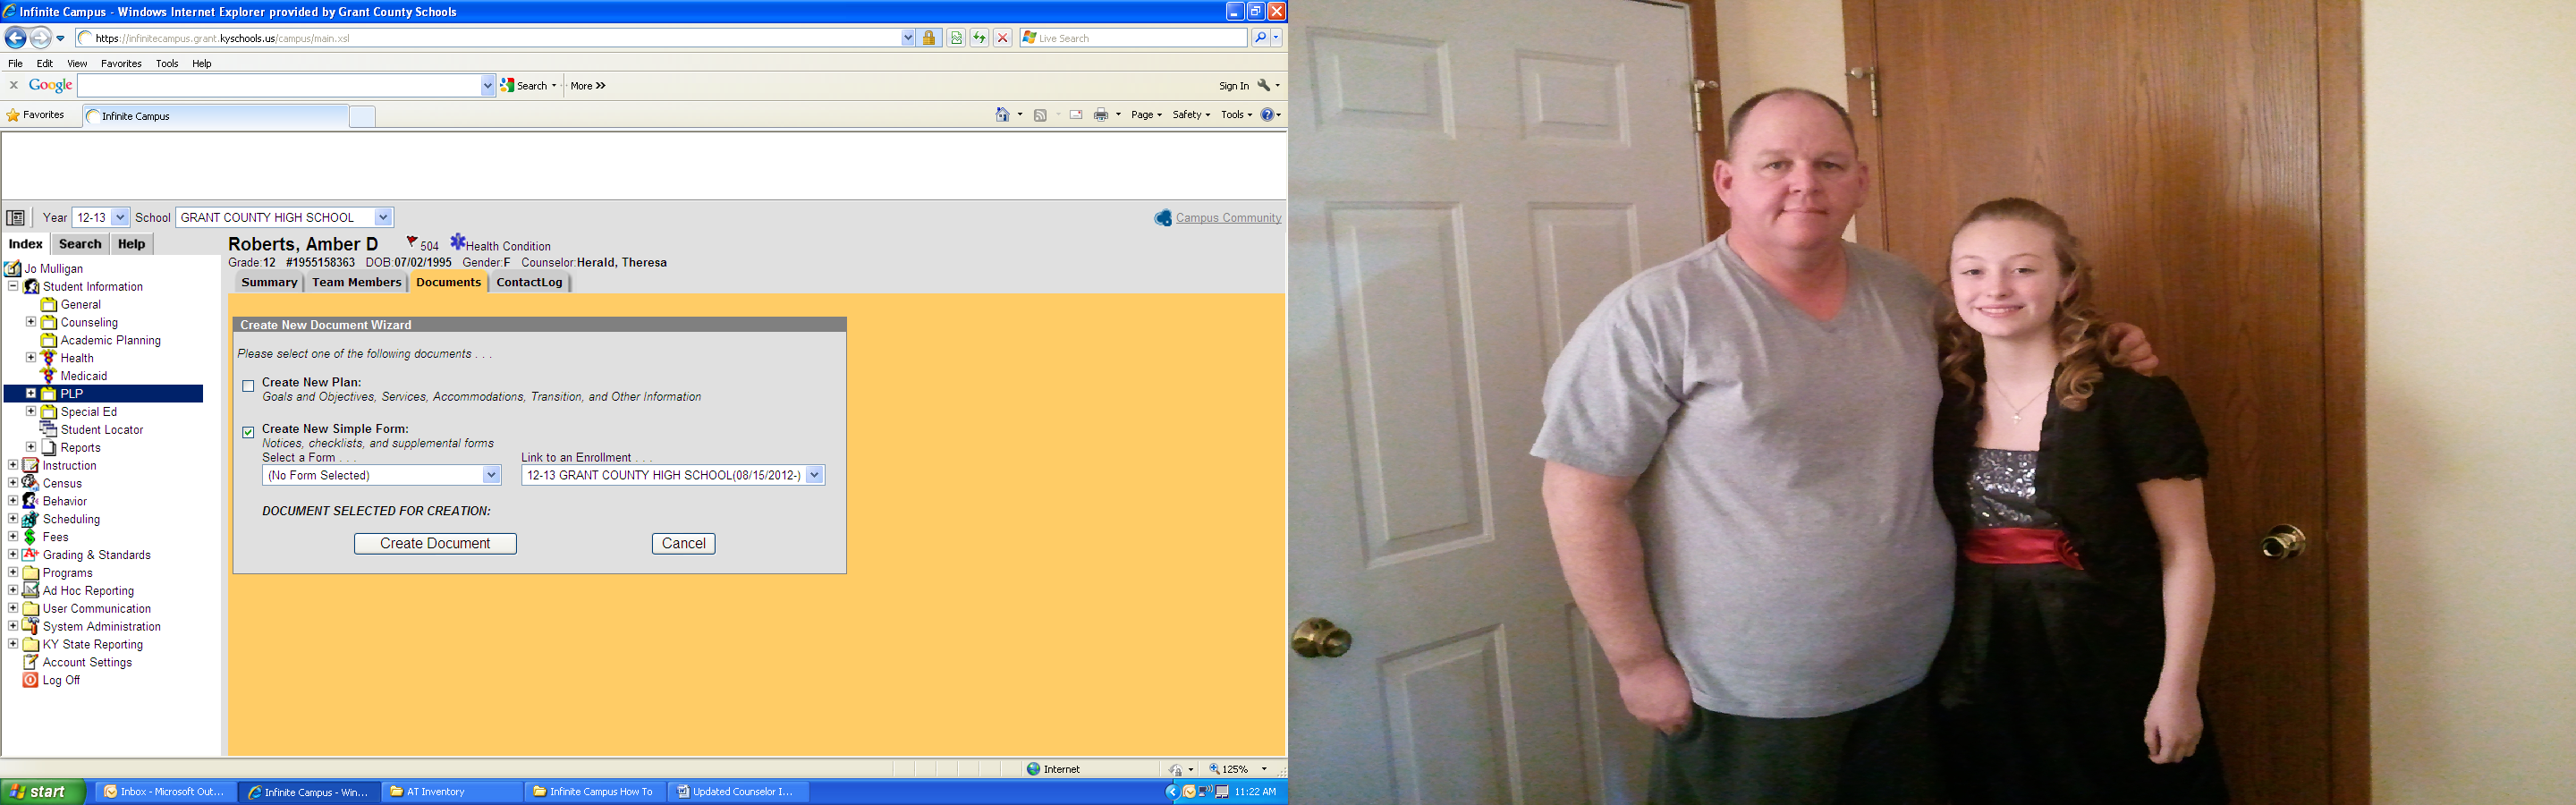 Infinite Campus - Windows Internet Explorer provided by Grant County Schools
https://infinitecampus.grant.kyschools.us/campus/main.xsl
Live Search
File Edit View Favorites Tools Help
x Google Search More »
Sign In
Favorites Infinite Campus
Page Safety Tools
Year 12-13 School GRANT COUNTY HIGH SCHOOL
Campus Community
Index Search Help
Roberts, Amber D 504 Health Condition
Grade:12 #1955158363 DOB:07/02/1995 Gender:F Counselor:Herald, Theresa
Summary Team Members Documents ContactLog
Jo Mulligan
Student Information
General
Counseling
Academic Planning
Health
Medicaid
PLP
Special Ed
Student Locator
Reports
Instruction
Census
Behavior
Scheduling
Fees
Grading & Standards
Programs
Ad Hoc Reporting
User Communication
System Administration
KY State Reporting
Account Settings
Log Off
Create New Document Wizard
Please select one of the following documents . . .
Create New Plan:
Goals and Objectives, Services, Accommodations, Transition, and Other Information
Create New Simple Form:
Notices, checklists, and supplemental forms
Select a Form . . . Link to an Enrollment . . .
(No Form Selected) 12-13 GRANT COUNTY HIGH SCHOOL(08/15/2012-)
DOCUMENT SELECTED FOR CREATION:
Create Document Cancel
Internet 125%
start Inbox - Microsoft Out... Infinite Campus - Win... AT Inventory Infinite Campus How To Updated Counselor I... 11:22 AM